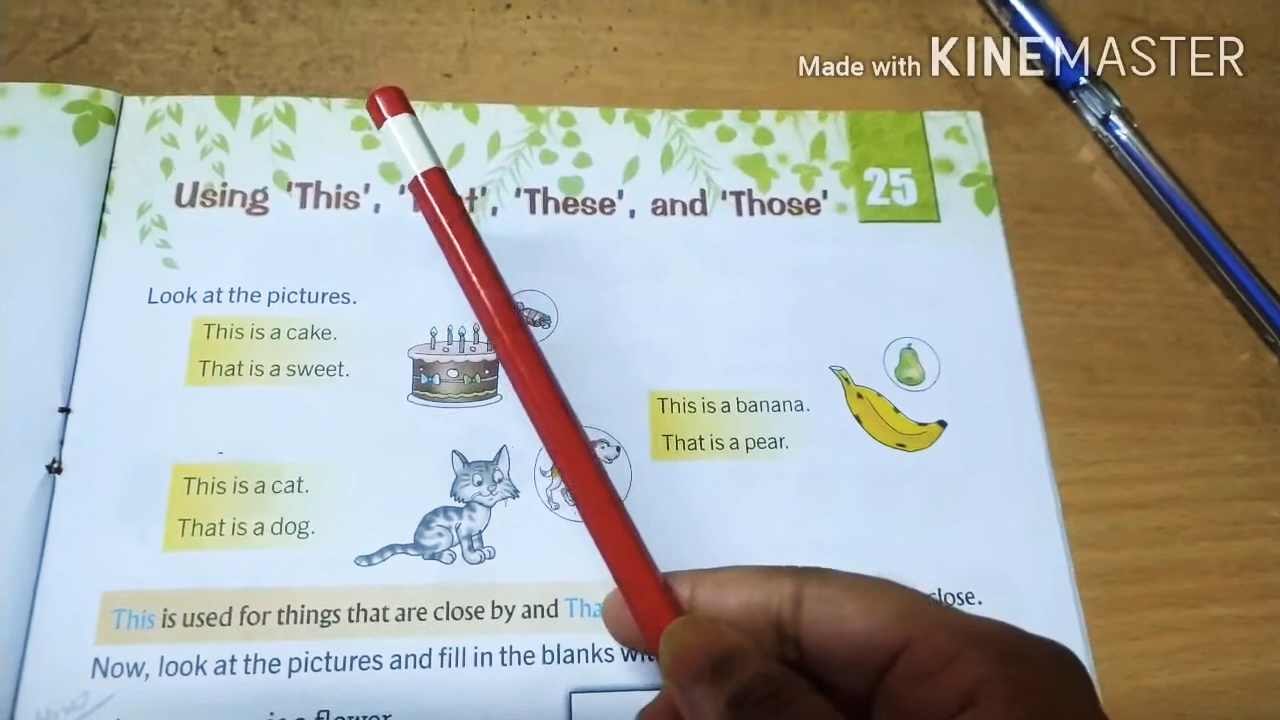 Made with KINEMASTER
25
Using 'This', 'These', and 'Those'
Look at the pictures.
This is a cake.
That is a sweet.
This is a banana.
That is a pear.
This is a cat.
That is a dog.
This is used for things that are close by and close.
Now, look at the pictures and fill in the blanks
flower